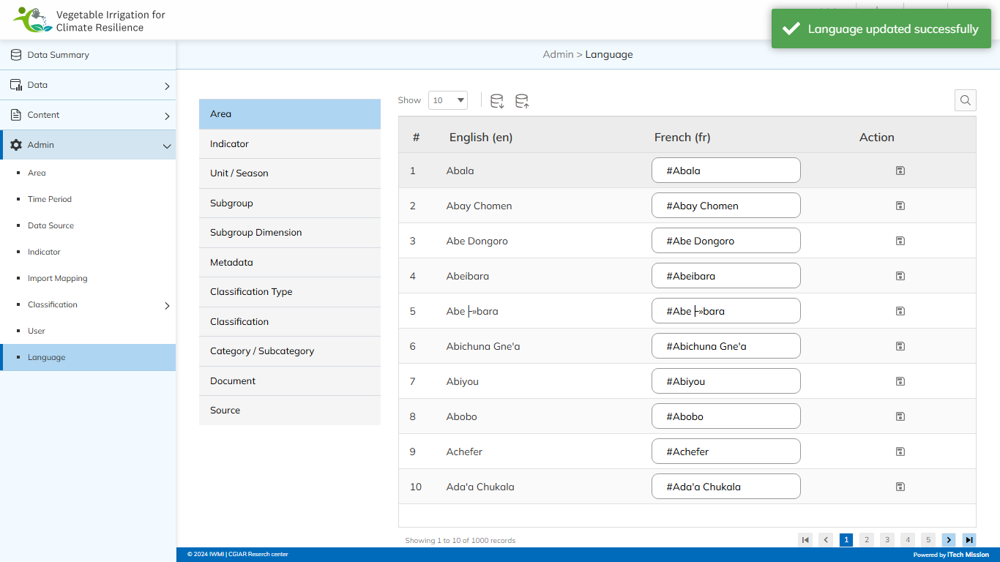 Vegetable Irrigation for
Climate Resilience
Language updated successfully
Data Summary
Data
Content
Admin
Area
Time Period
Data Source
Indicator
Import Mapping
Classification
User
Language
Admin > Language
Area
Indicator
Unit / Season
Subgroup
Subgroup Dimension
Metadata
Classification Type
Classification
Category / Subcategory
Document
Source
Show 10
# English (en) French (fr) Action
1 Abala #Abala
2 Abay Chomen #Abay Chomen
3 Abe Dongoro #Abe Dongoro
4 Abeibara #Abeibara
5 Abe├»bara #Abe├»bara
6 Abichuna Gne'a #Abichuna Gne'a
7 Abiyou #Abiyou
8 Abobo #Abobo
9 Achefer #Achefer
10 Ada'a Chukala #Ada'a Chukala
Showing 1 to 10 of 1000 records
1 2 3 4 5
© 2024 IWMI | CGIAR Reserch center
Powered by iTech Mission